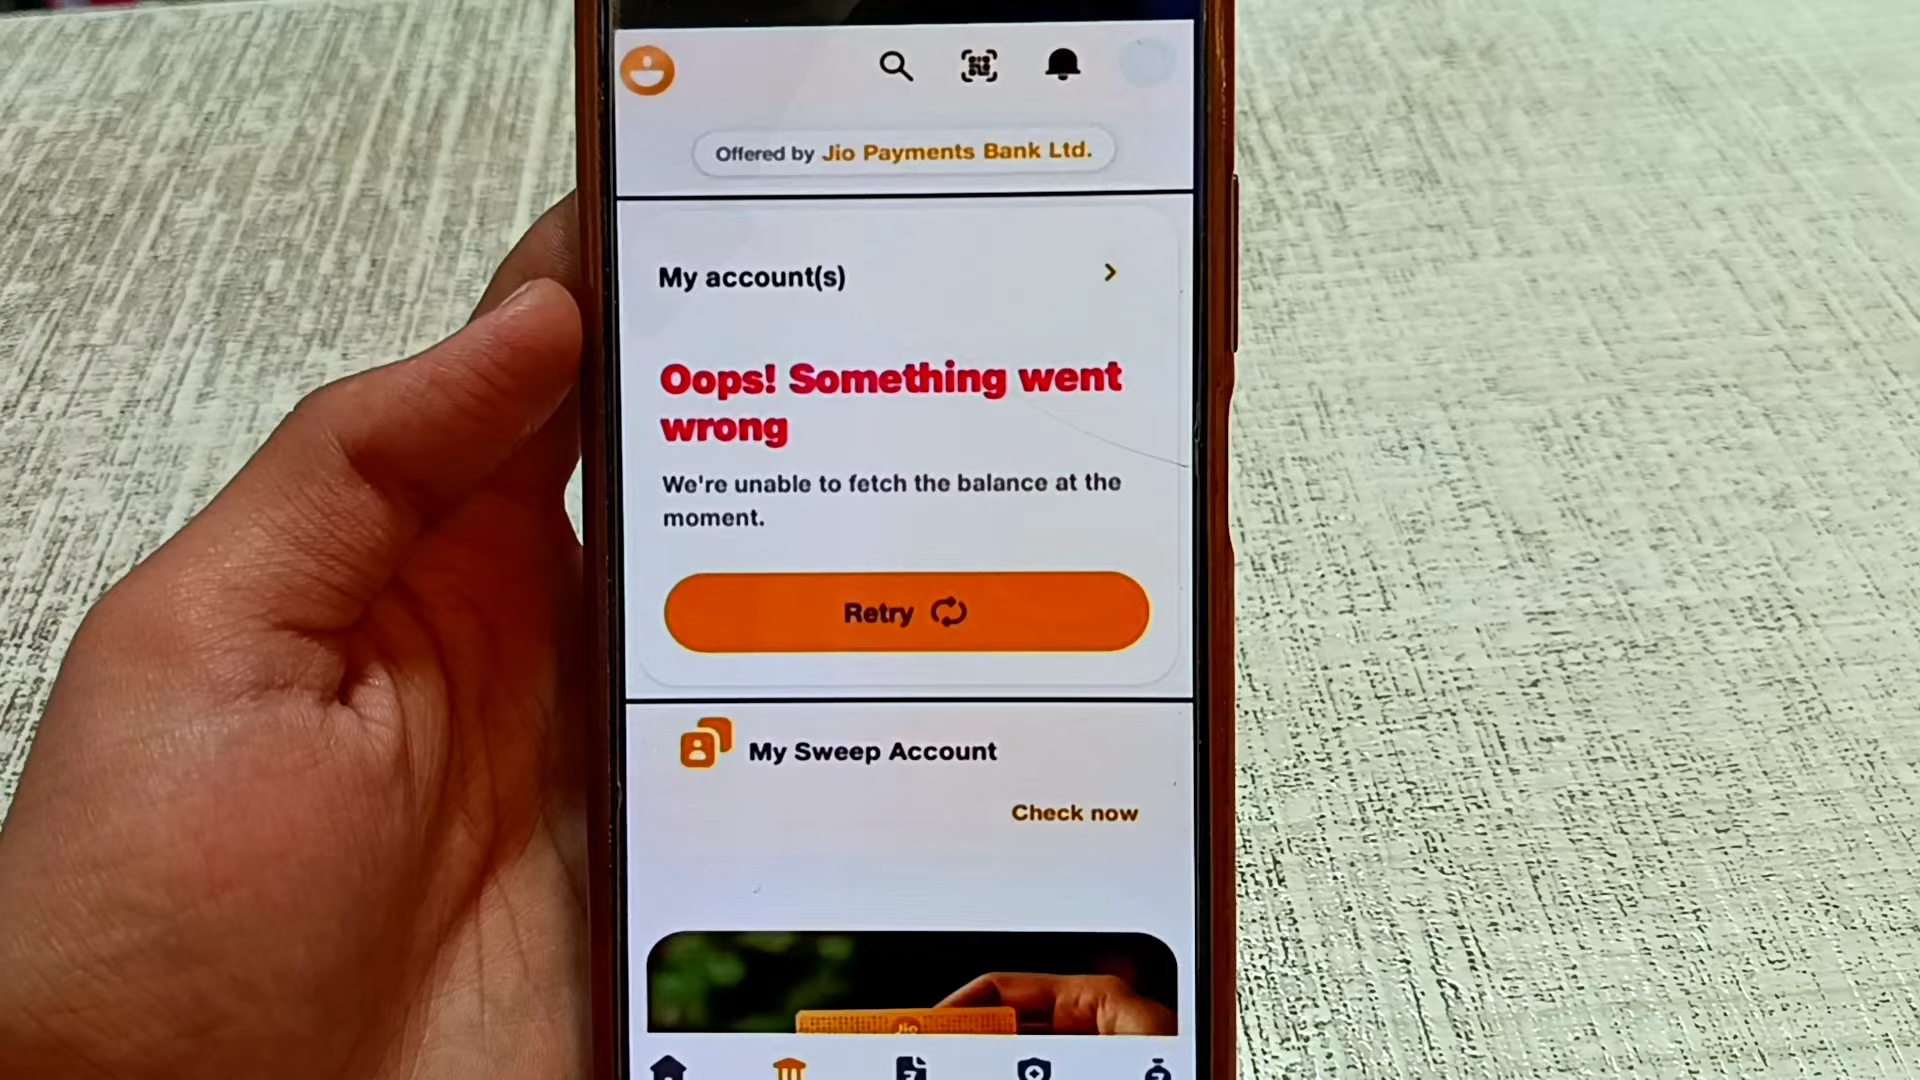 Offered by Jio Payments Bank Ltd.
My account(s)
Oops! Something went
wrong
We're unable to fetch the balance at the
moment.
Retry
My Sweep Account
Check now
Jio